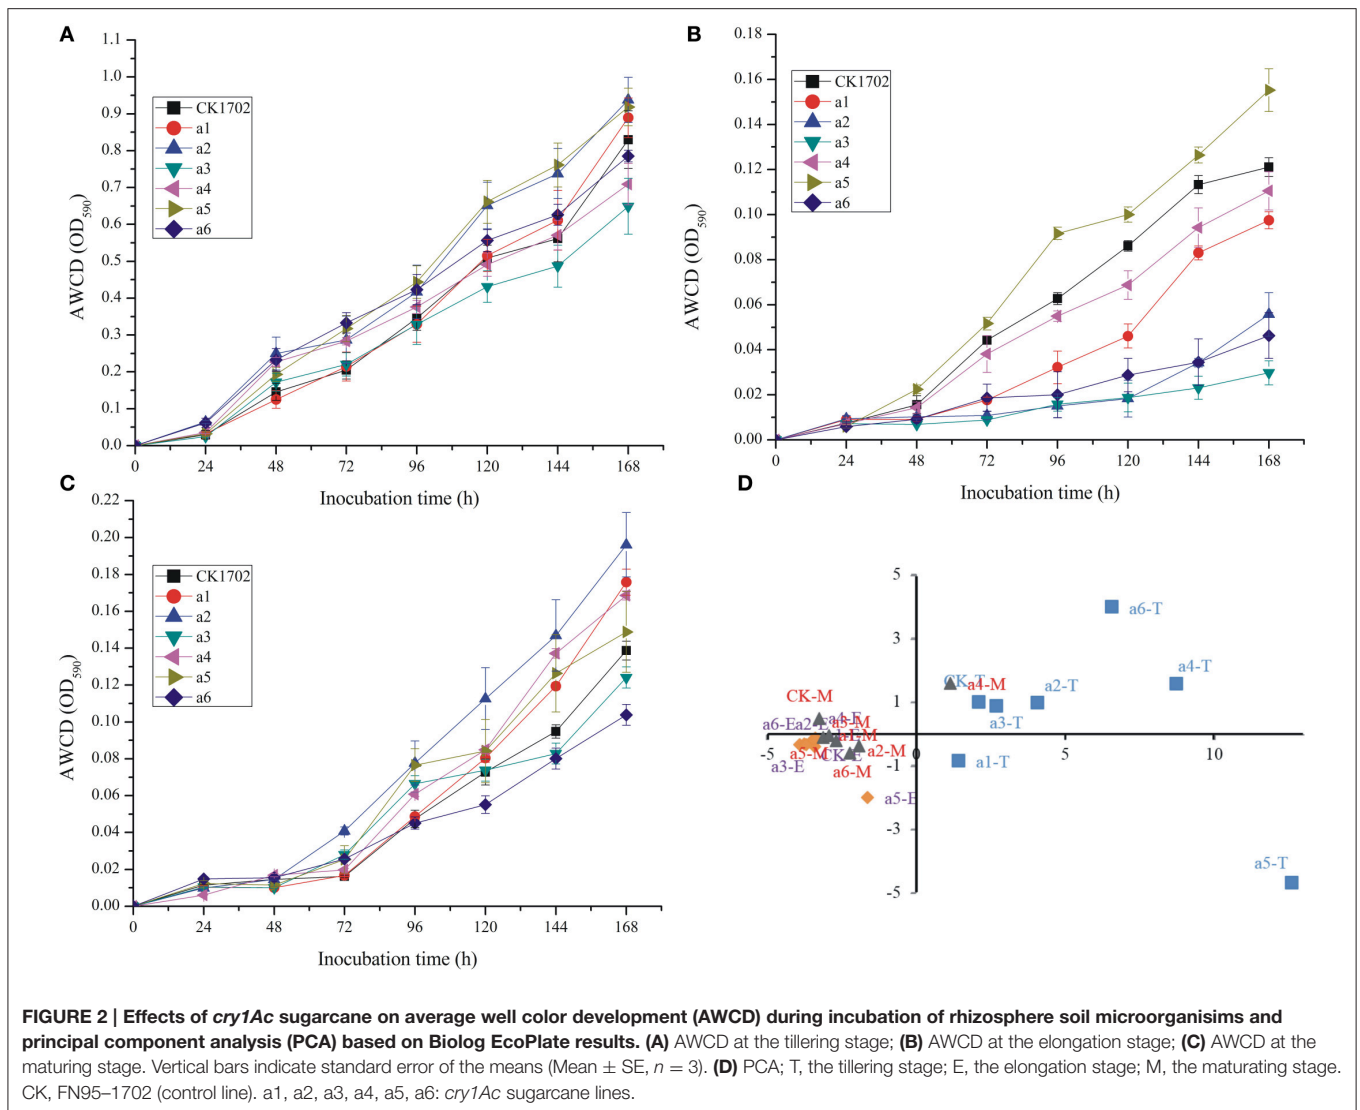 A
1.1
1.0
0.9
0.8
0.7
0.6
0.5
0.4
0.3
0.2
0.1
0.0
AWCD (OD590)
CK1702
a1
a2
a3
a4
a5
a6
0 24 48 72 96 120 144 168
Inocubation time (h)
B
0.18
0.16
0.14
0.12
0.10
0.08
0.06
0.04
0.02
0.00
AWCD (OD590)
CK1702
a1
a2
a3
a4
a5
a6
0 24 48 72 96 120 144 168
Inocubation time (h)
C
0.22
0.20
0.18
0.16
0.14
0.12
0.10
0.08
0.06
0.04
0.02
0.00
AWCD (OD590)
CK1702
a1
a2
a3
a4
a5
a6
0 24 48 72 96 120 144 168
Inocubation time (h)
D
5
3
1
-1
-3
-5
-5 5 10
a6-T
a4-T
CK-T
a4-M
a2-T
a3-T
CK-M
a4-E
a6-E
a2-E
a3-M
a1-M
a5-M
CK-E
a2-M
a1-T
a3-E
a6-M
a5-E
a5-T
FIGURE 2 | Effects of cry1Ac sugarcane on average well color development (AWCD) during incubation of rhizosphere soil microorganisims and
principal component analysis (PCA) based on Biolog EcoPlate results. (A) AWCD at the tillering stage; (B) AWCD at the elongation stage; (C) AWCD at the
maturing stage. Vertical bars indicate standard error of the means (Mean ± SE, n = 3). (D) PCA; T, the tillering stage; E, the elongation stage; M, the maturating stage.
CK, FN95–1702 (control line). a1, a2, a3, a4, a5, a6: cry1Ac sugarcane lines.